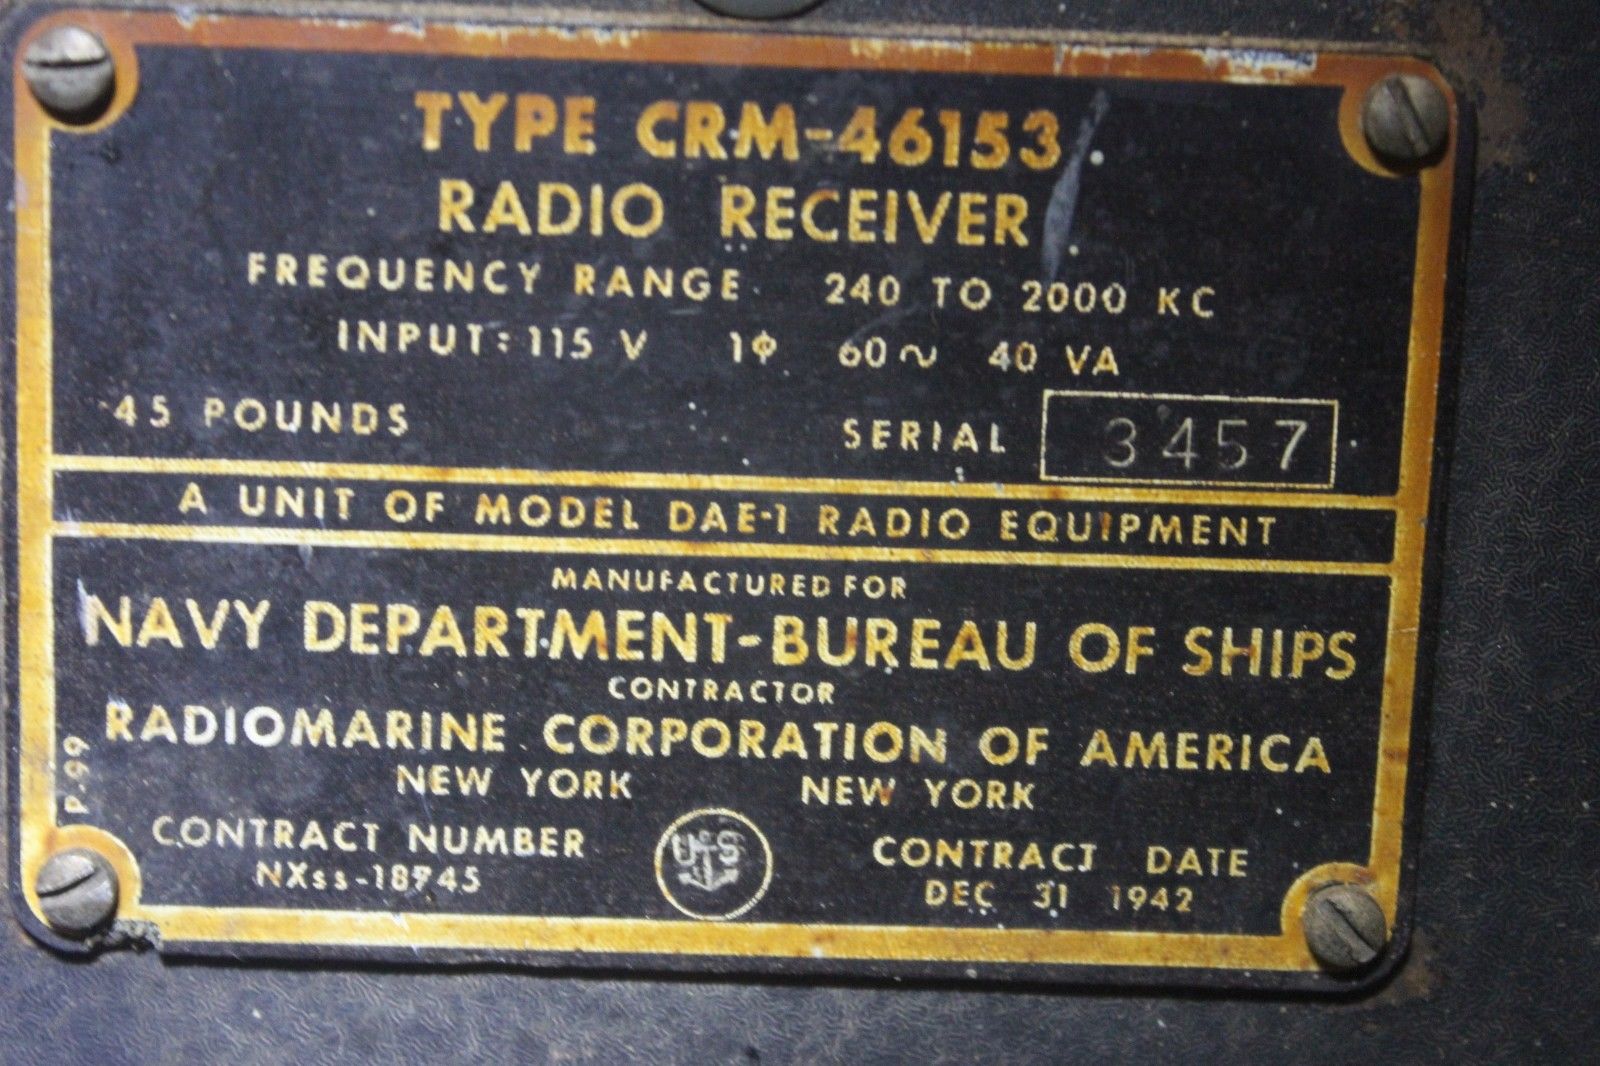 TYPE CRM-46153
RADIO RECEIVER
FREQUENCY RANGE 240 TO 2000 KC
INPUT: 115 V 1Φ 60∿ 40 VA
45 POUNDS SERIAL 3457
A UNIT OF MODEL DAE-1 RADIO EQUIPMENT
MANUFACTURED FOR
NAVY DEPARTMENT-BUREAU OF SHIPS
CONTRACTOR
RADIOMARINE CORPORATION OF AMERICA
NEW YORK NEW YORK
P-99
CONTRACT NUMBER
NXss-18745
US
CONTRACT DATE
DEC 31 1942